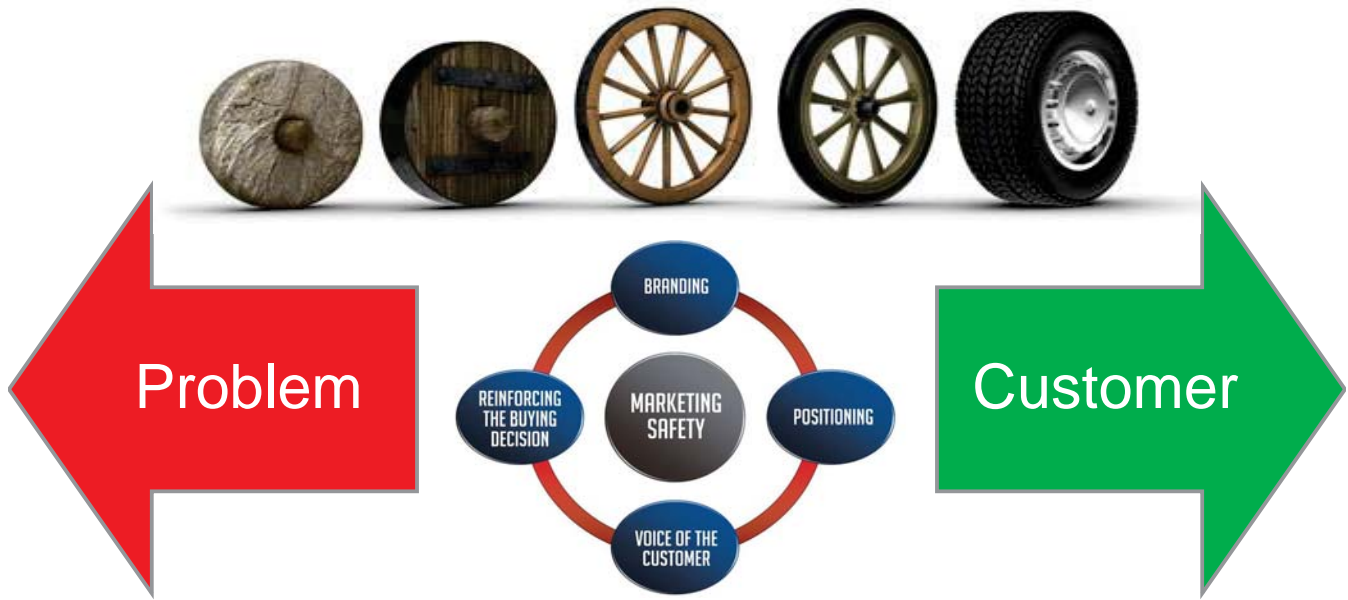 BRANDING
Problem
REINFORCING
THE BUYING
DECISION
MARKETING
SAFETY
POSITIONING
Customer
VOICE OF THE
CUSTOMER